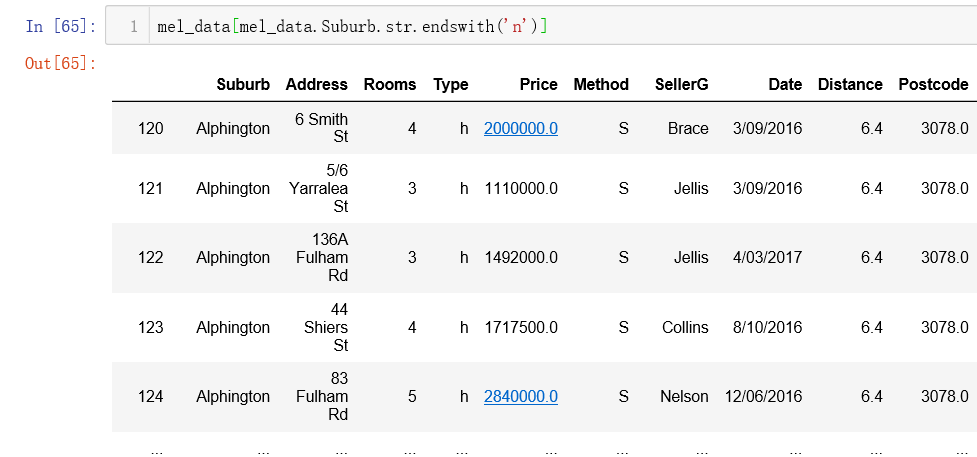 In [65]: 1 mel_data[mel_data.Suburb.str.endswith('n')]
Out[65]:
Suburb Address Rooms Type Price Method SellerG Date Distance Postcode
120 Alphington 6 Smith St 4 h 2000000.0 S Brace 3/09/2016 6.4 3078.0
121 Alphington 5/6 Yarralea St 3 h 1110000.0 S Jellis 3/09/2016 6.4 3078.0
122 Alphington 136A Fulham Rd 3 h 1492000.0 S Jellis 4/03/2017 6.4 3078.0
123 Alphington 44 Shiers St 4 h 1717500.0 S Collins 8/10/2016 6.4 3078.0
124 Alphington 83 Fulham Rd 5 h 2840000.0 S Nelson 12/06/2016 6.4 3078.0
... ... ... ... ... ... ... ... ... ... ...